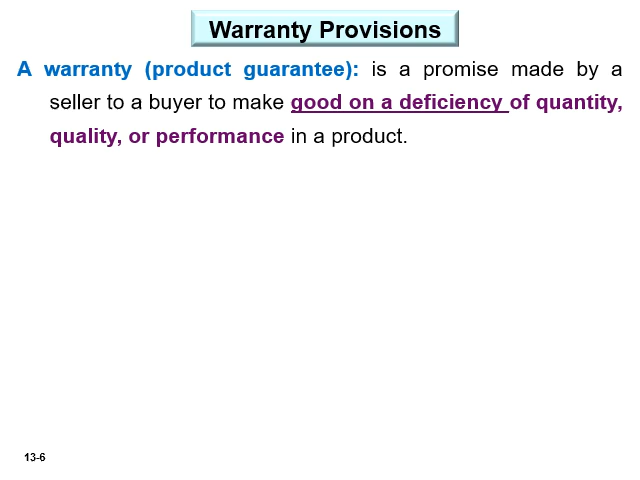 Warranty Provisions
A warranty (product guarantee): is a promise made by a
seller to a buyer to make good on a deficiency of quantity,
quality, or performance in a product.
13-6